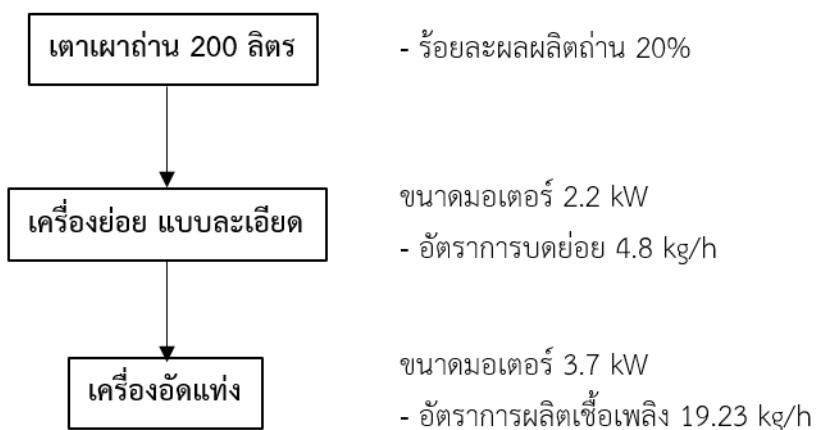 เตาเผาถ่าน 200 ลิตร
- ร้อยละผลผลิตถ่าน 20%
เครื่องย่อย แบบละเอียด
ขนาดมอเตอร์ 2.2 kW
- อัตราการบดย่อย 4.8 kg/h
เครื่องอัดแท่ง
ขนาดมอเตอร์ 3.7 kW
- อัตราการผลิตเชื้อเพลิง 19.23 kg/h